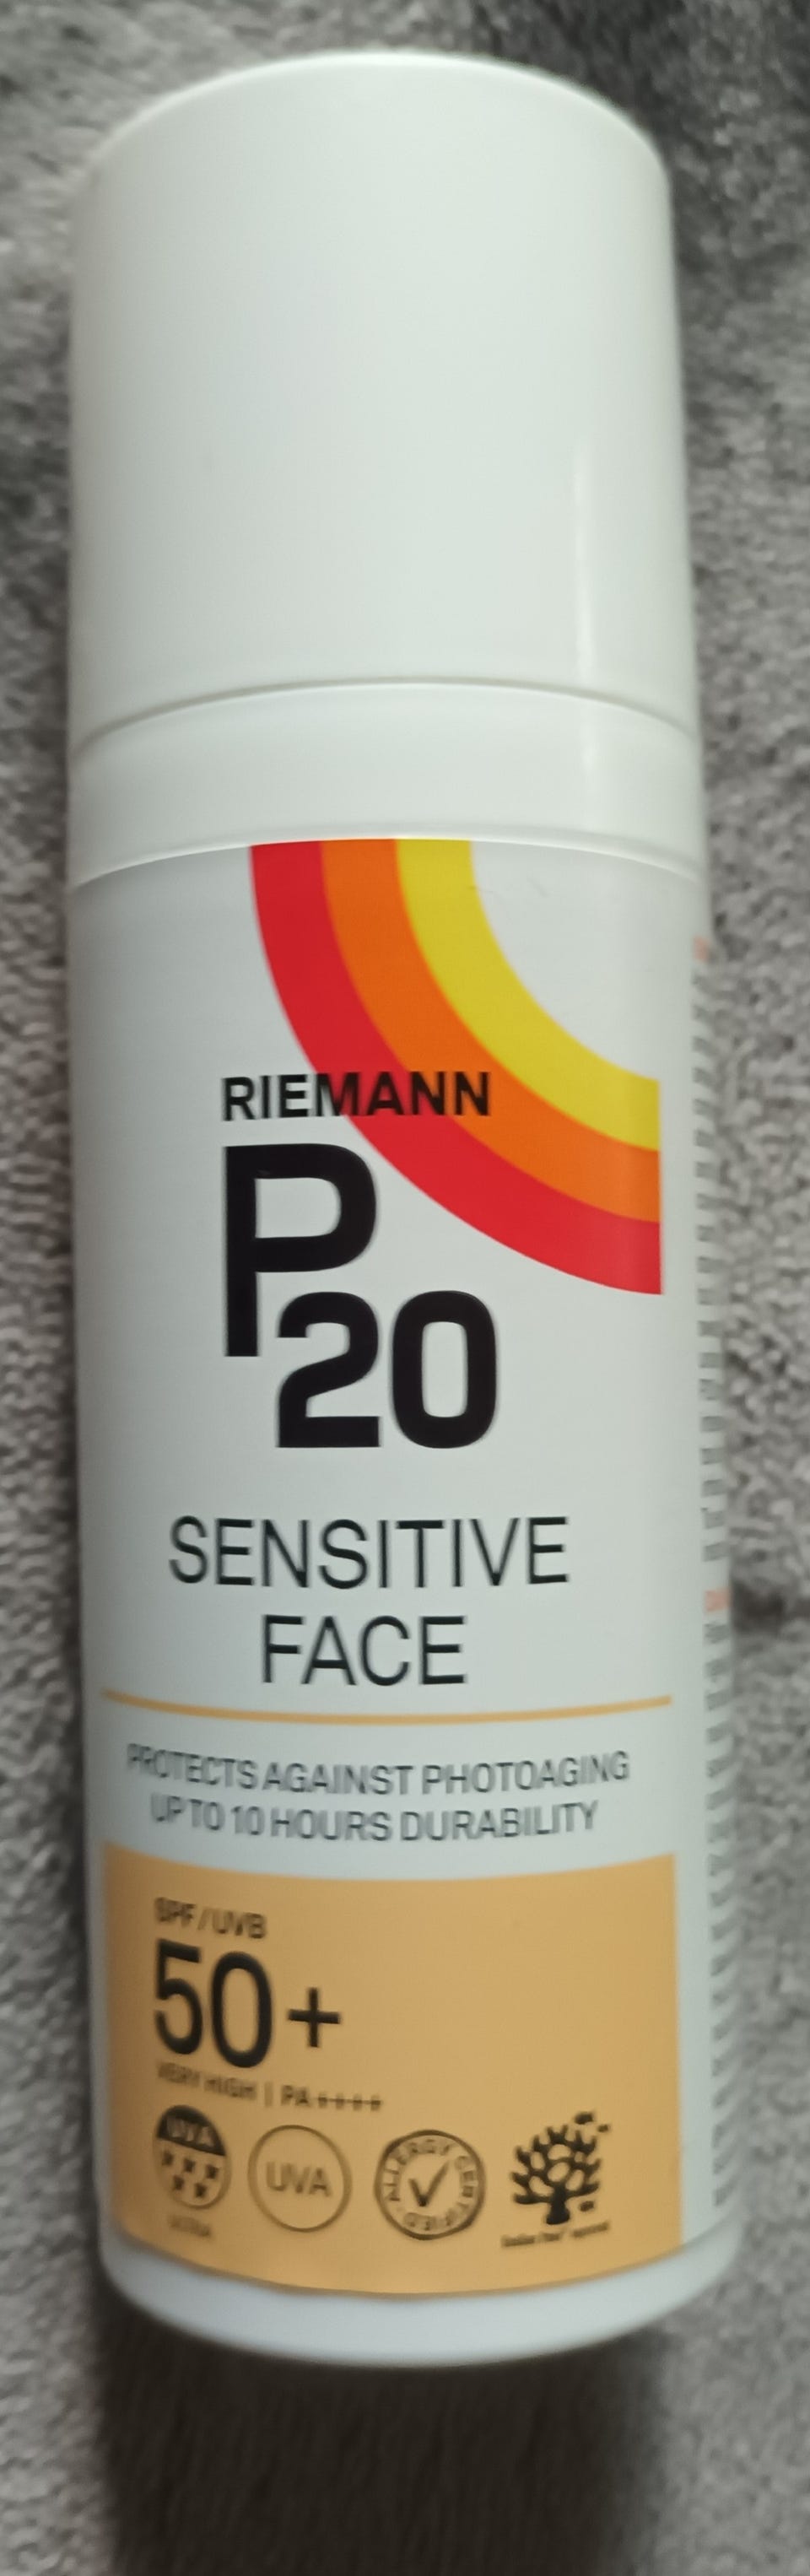 RIEMANN
P20
SENSITIVE
FACE
PROTECTS AGAINST PHOTOAGING
UP TO 10 HOURS DURABILITY
SPF/UVB
50+
VERY HIGH | PA++++
UVA
UVA
ALLERGY CERTIFIED